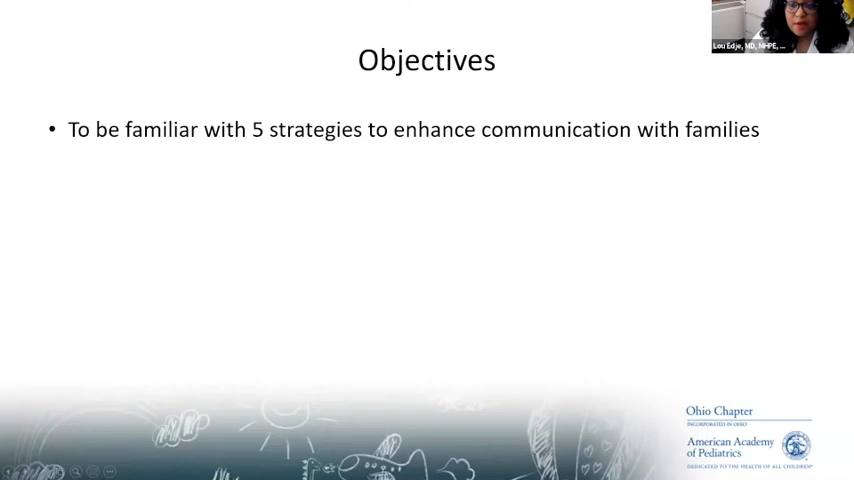 Lou Edje, MD, MHPE, ...
Objectives
• To be familiar with 5 strategies to enhance communication with families
Ohio Chapter
INCORPORATED IN OHIO
American Academy
of Pediatrics
DEDICATED TO THE HEALTH OF ALL CHILDREN®